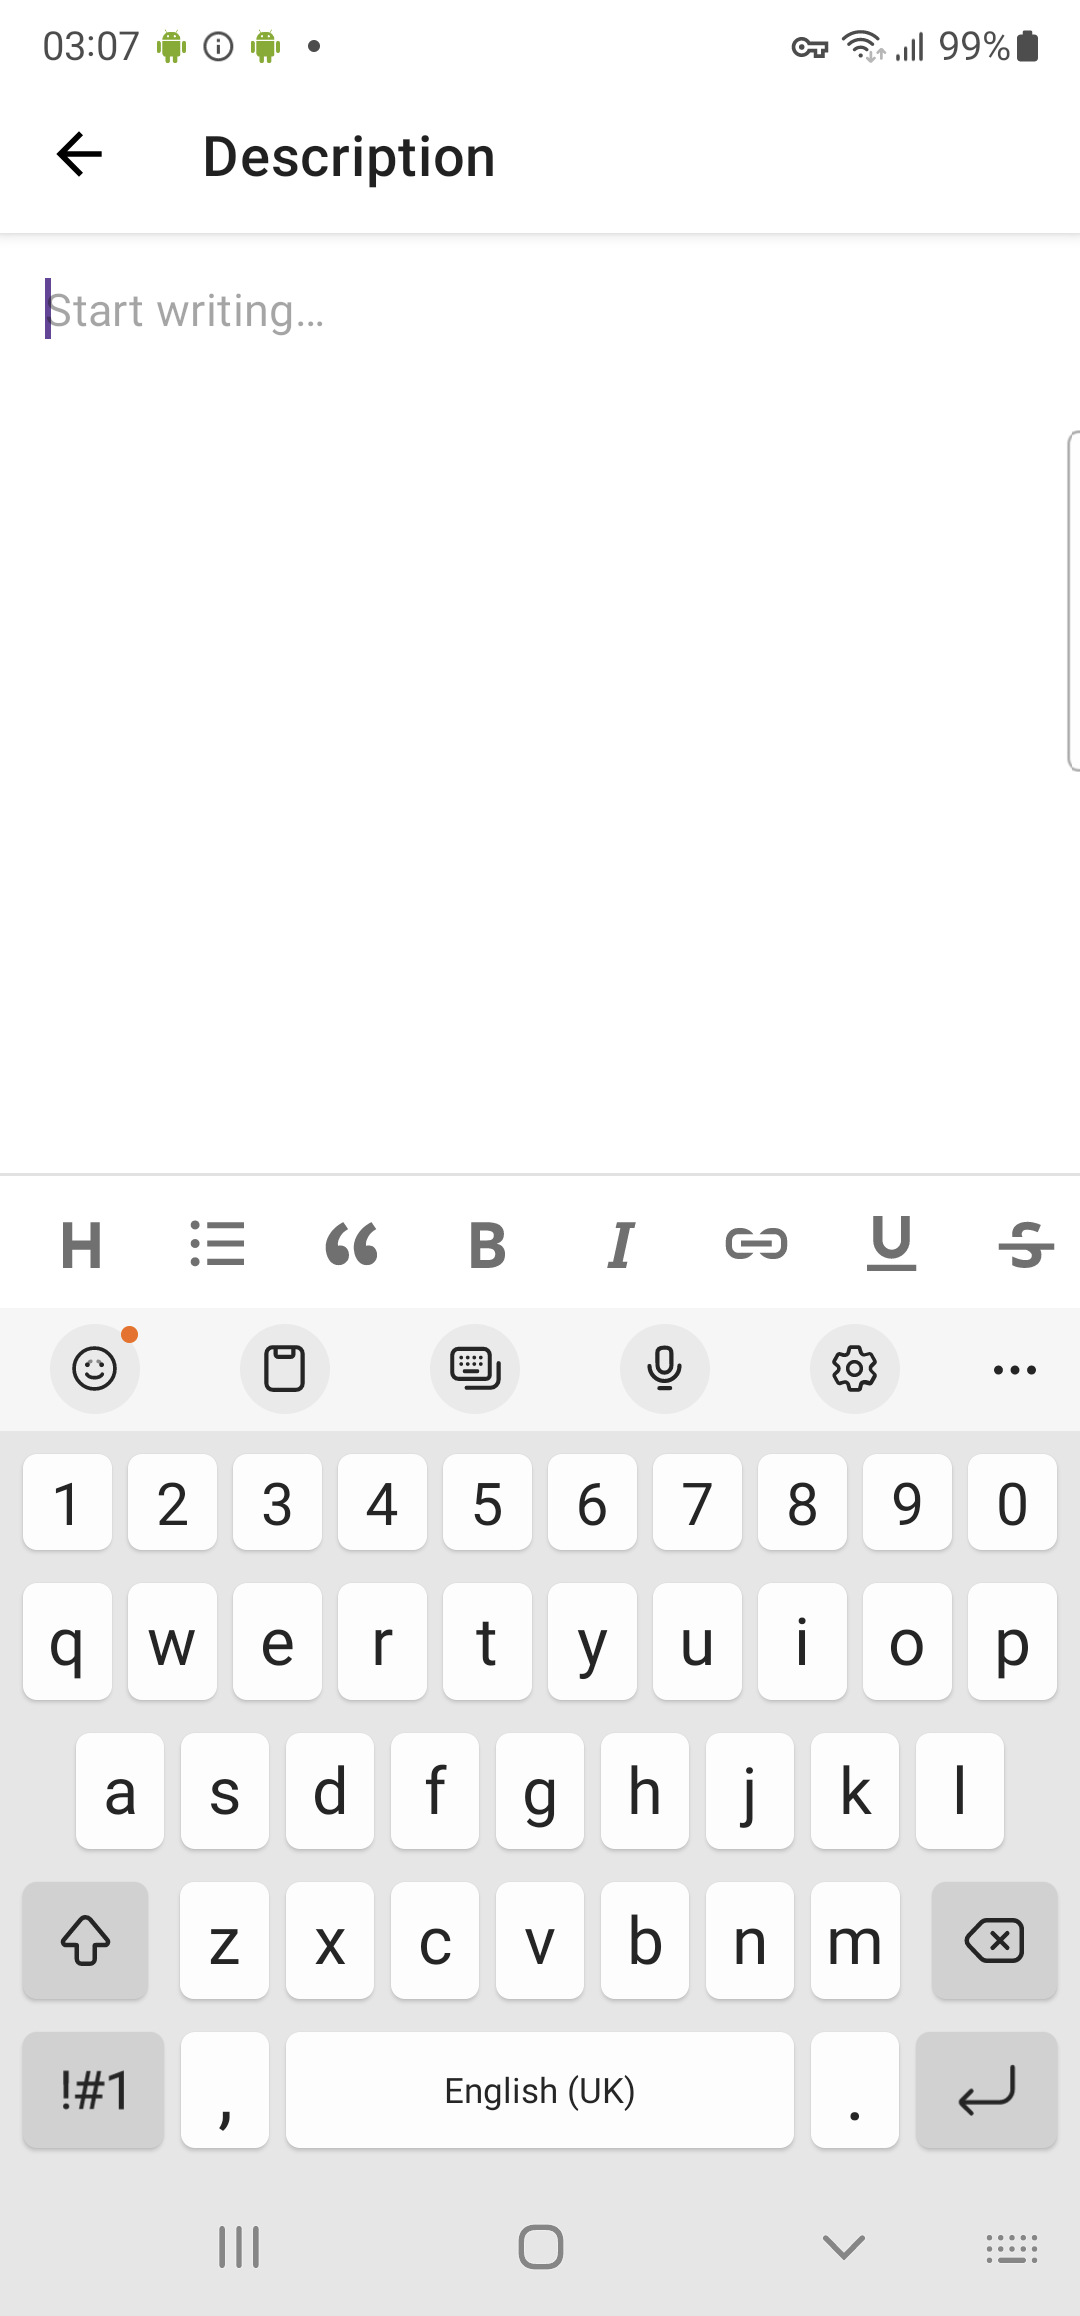 03:07 99%
Description
Start writing...
H B I U S
1 2 3 4 5 6 7 8 9 0
q w e r t y u i o p
a s d f g h j k l
z x c v b n m
!#1 , English (UK) .